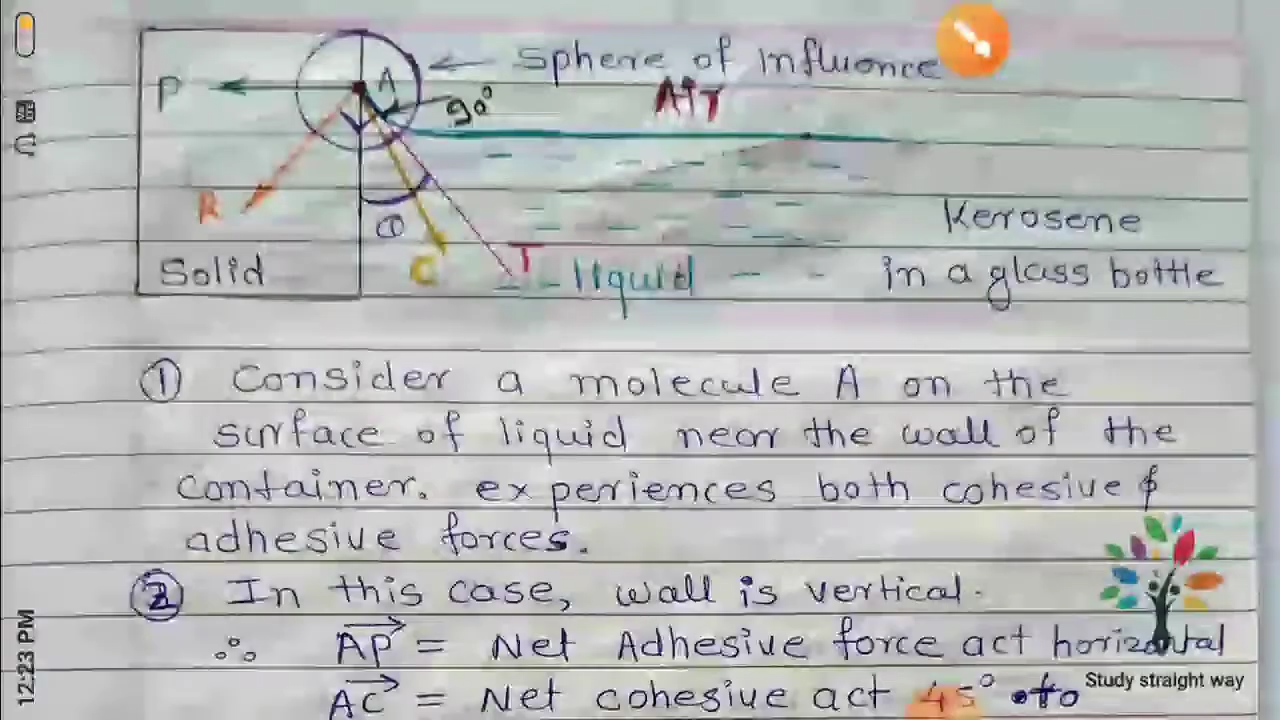 Sphere of influence
P
A
90°
Air
R
θ
C
T
Solid
liquid
Kerosene
in a glass bottle
① Consider a molecule A on the
surface of liquid near the wall of the
container. experiences both cohesive &
adhesive forces.
② In this case, wall is vertical.
∴ AP→ = Net Adhesive force act horizontal
AC→ = Net cohesive act 45° to
Study straight way
12:23 PM